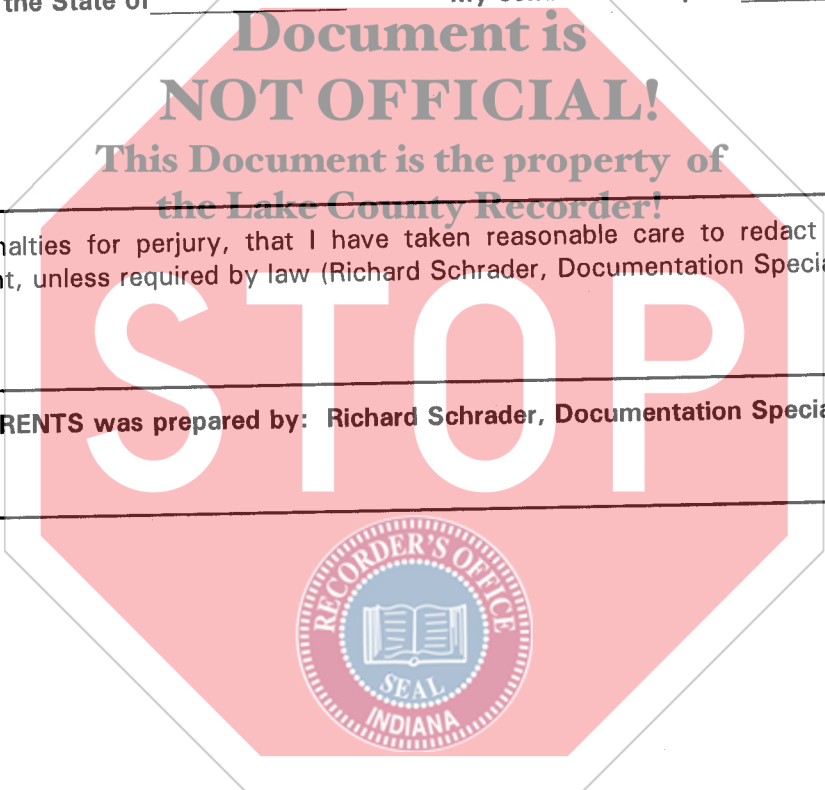 the State of
Document is
NOT OFFICIAL!
This Document is the property of
the Lake County Recorder!
alties for perjury, that I have taken reasonable care to redact
t, unless required by law (Richard Schrader, Documentation Specia
STOP
RENTS was prepared by: Richard Schrader, Documentation Specia
RECORDER'S OFFICE
SEAL
INDIANA